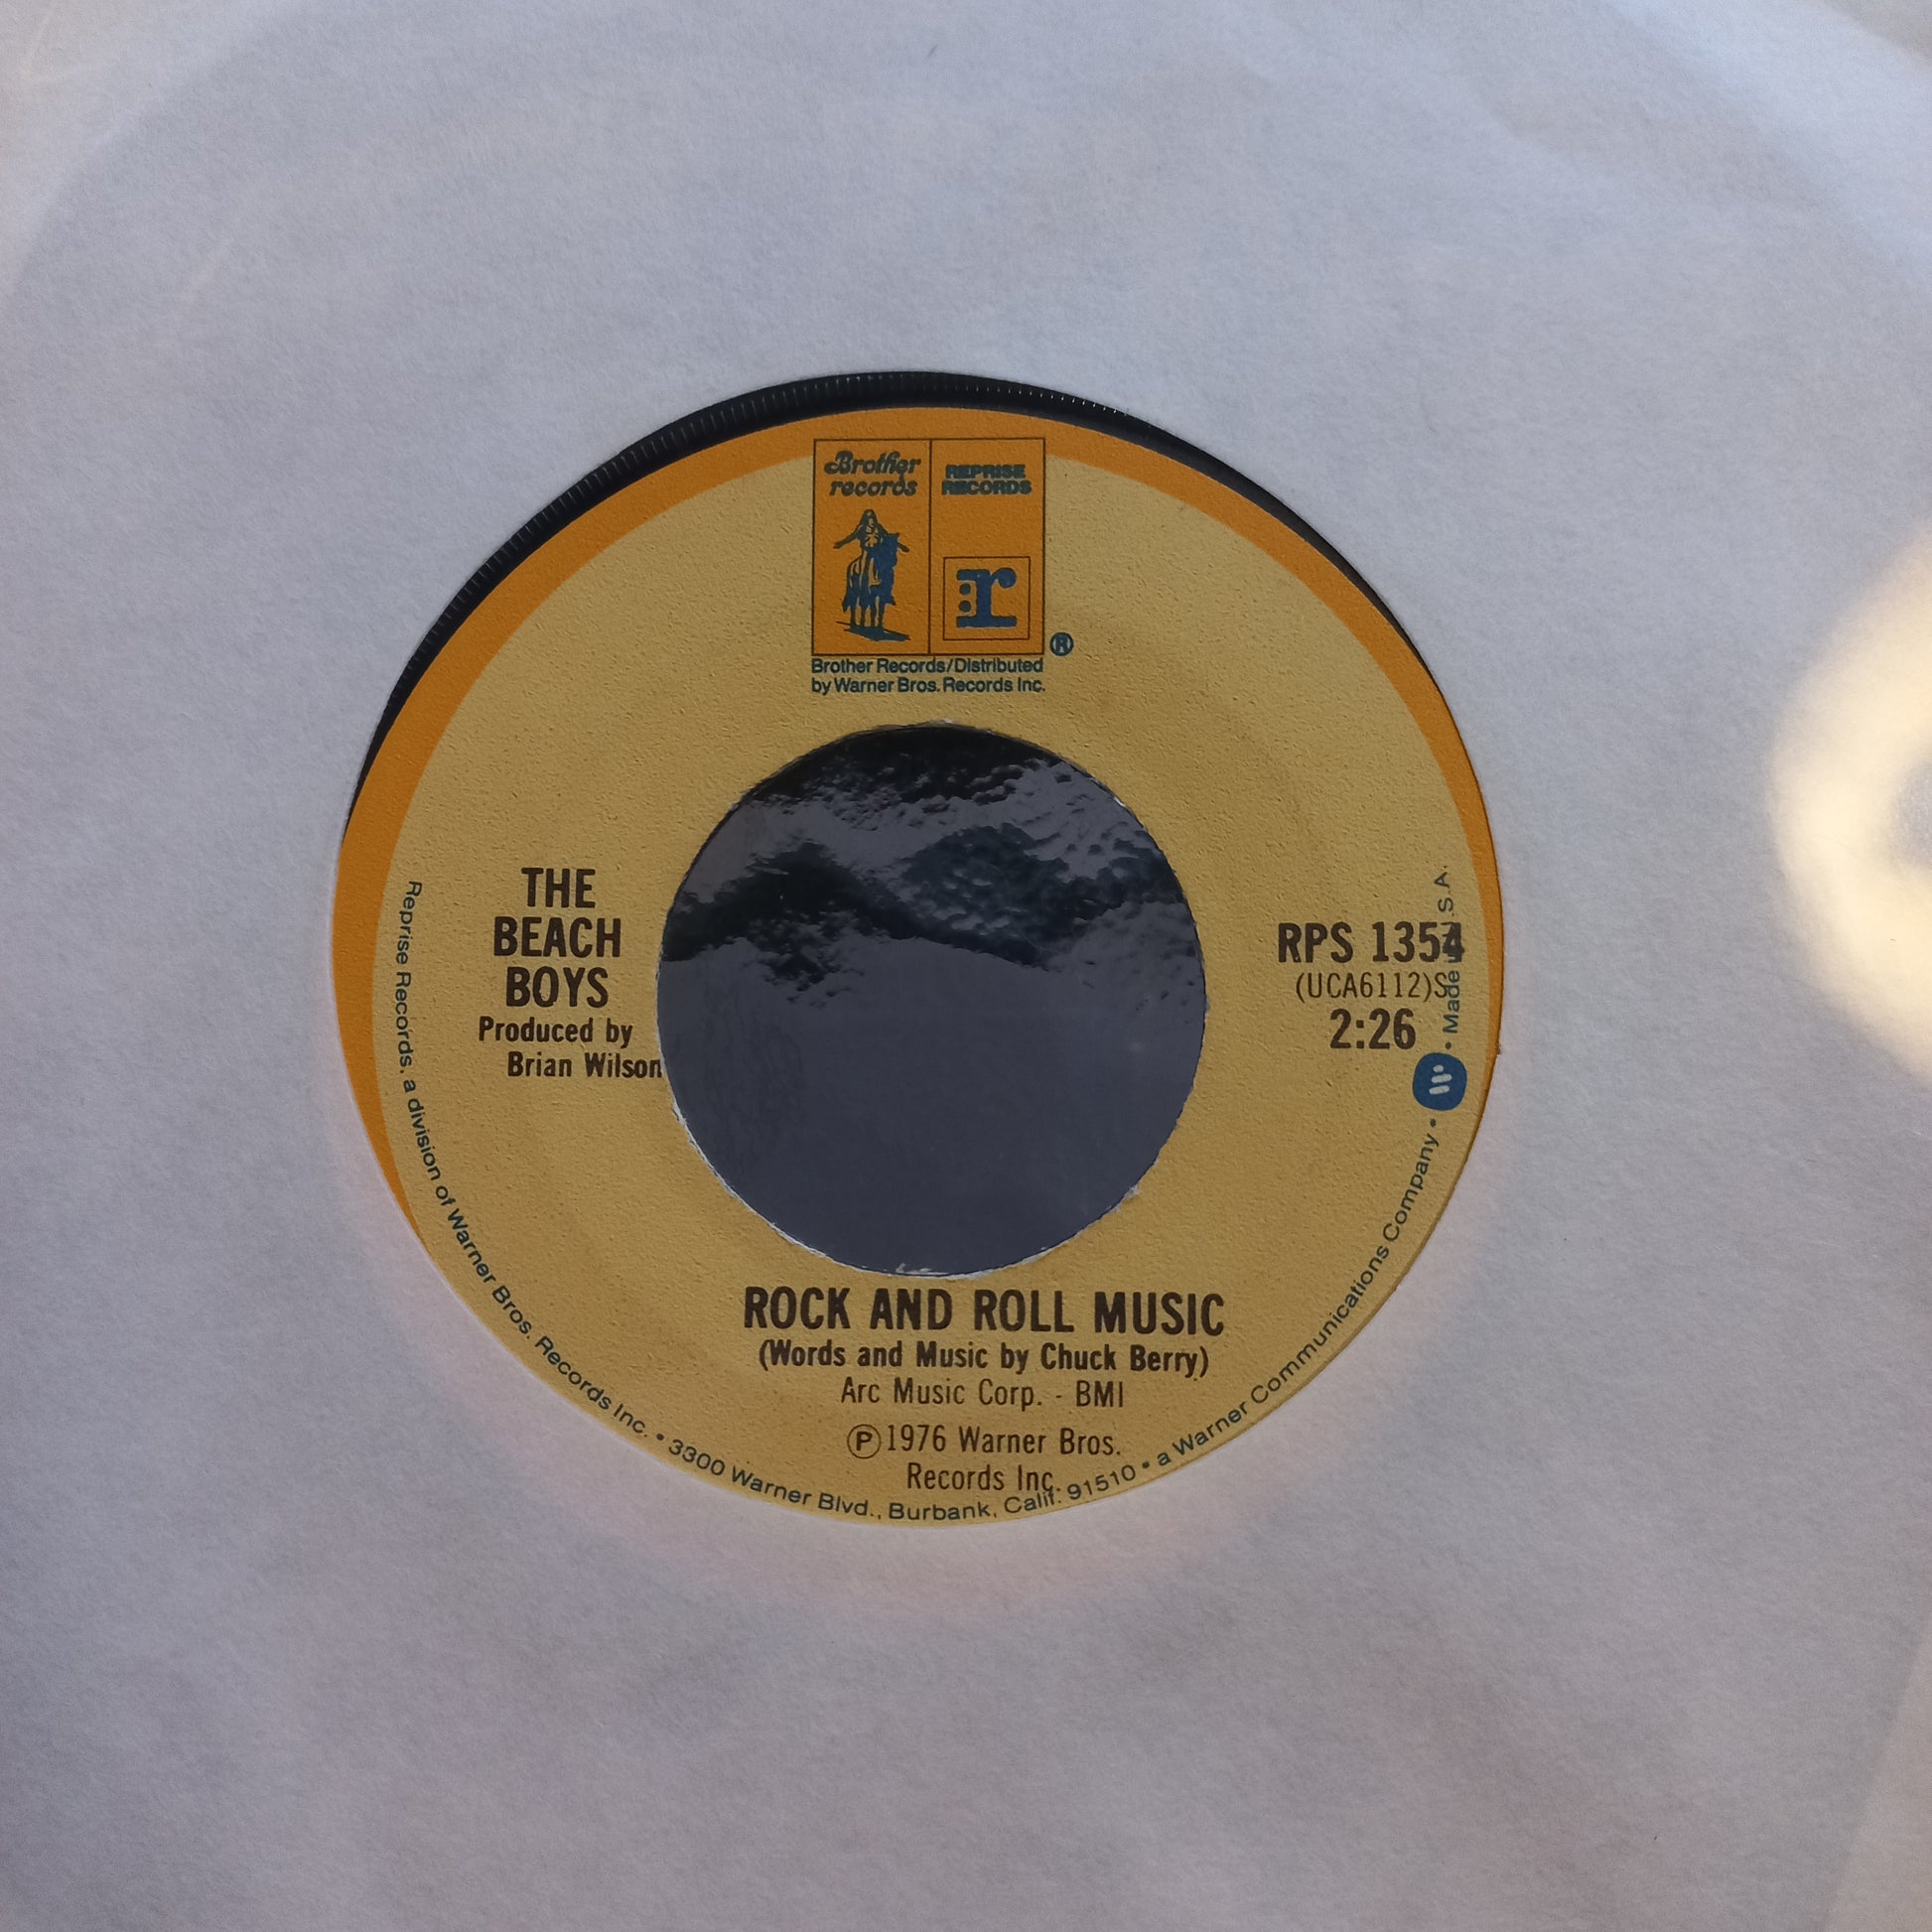 Brother
records
REPRISE
RECORDS
r
®
Brother Records/Distributed
by Warner Bros. Records Inc.
THE
BEACH
BOYS
Produced by
Brian Wilson
RPS 1354
(UCA6112)S
2:26
ROCK AND ROLL MUSIC
(Words and Music by Chuck Berry)
Arc Music Corp. - BMI
Ⓟ1976 Warner Bros.
Records Inc.
Reprise Records, a division of Warner Bros. Records Inc. • 3300 Warner Blvd., Burbank, Calif. 91510 • a Warner Communications Company • W • Made U.S.A.